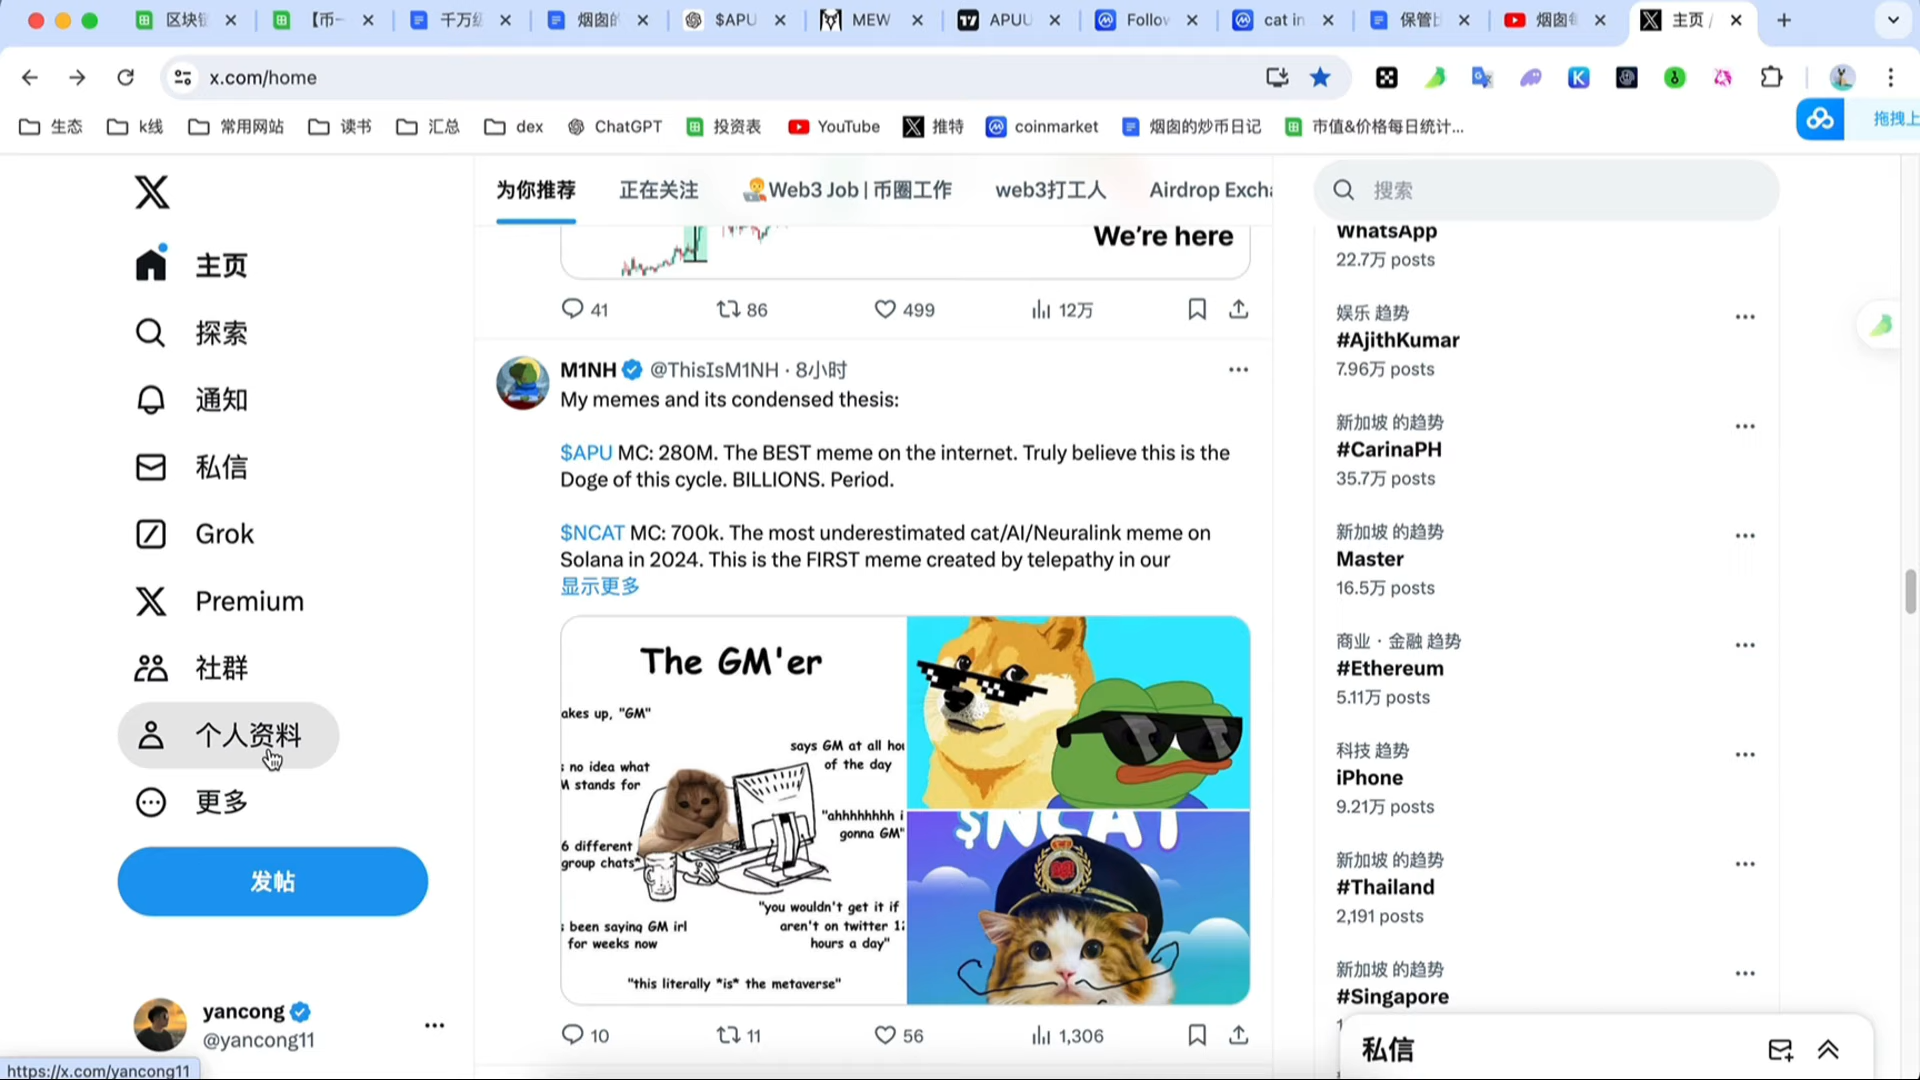 区块链
【币一
千万级
烟囱的
$APU
MEW
APUU
Follow
cat in
保管比
烟囱每
主页 /
x.com/home
生态
k线
常用网站
读书
汇总
dex
ChatGPT
投资表
YouTube
推特
coinmarket
烟囱的炒币日记
市值&价格每日统计...
拖拽上
主页
探索
通知
私信
Grok
Premium
社群
个人资料
更多
发帖
yancong
@yancong11
https://x.com/yancong11
为你推荐
正在关注
Web3 Job | 币圈工作
web3打工人
Airdrop Excha
We're here
41
86
499
12万
M1NH @ThisIsM1NH · 8小时
My memes and its condensed thesis:
$APU MC: 280M. The BEST meme on the internet. Truly believe this is the
Doge of this cycle. BILLIONS. Period.
$NCAT MC: 700k. The most underestimated cat/AI/Neuralink meme on
Solana in 2024. This is the FIRST meme created by telepathy in our
显示更多
The GM'er
akes up, "GM"
says GM at all hou
of the day
no idea what
M stands for
"ahhhhhhhh i
gonna GM"
6 different
group chats*
"you wouldn't get it if
aren't on twitter 12
hours a day"
been saying GM irl
for weeks now
"this literally *is* the metaverse"
$NCAT
10
11
56
1,306
搜索
WhatsApp
22.7万 posts
娱乐 趋势
#AjithKumar
7.96万 posts
新加坡 的趋势
#CarinaPH
35.7万 posts
新加坡 的趋势
Master
16.5万 posts
商业 · 金融 趋势
#Ethereum
5.11万 posts
科技 趋势
iPhone
9.21万 posts
新加坡 的趋势
#Thailand
2,191 posts
新加坡 的趋势
#Singapore
私信